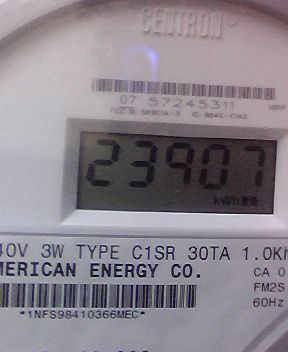 CENTRON®
07 57245311
23907
kWh
40V 3W TYPE C1SR 30TA 1.0Kh
MERICAN ENERGY CO.
CA 0
FM2S
60Hz
*1NFS98410366MEC*